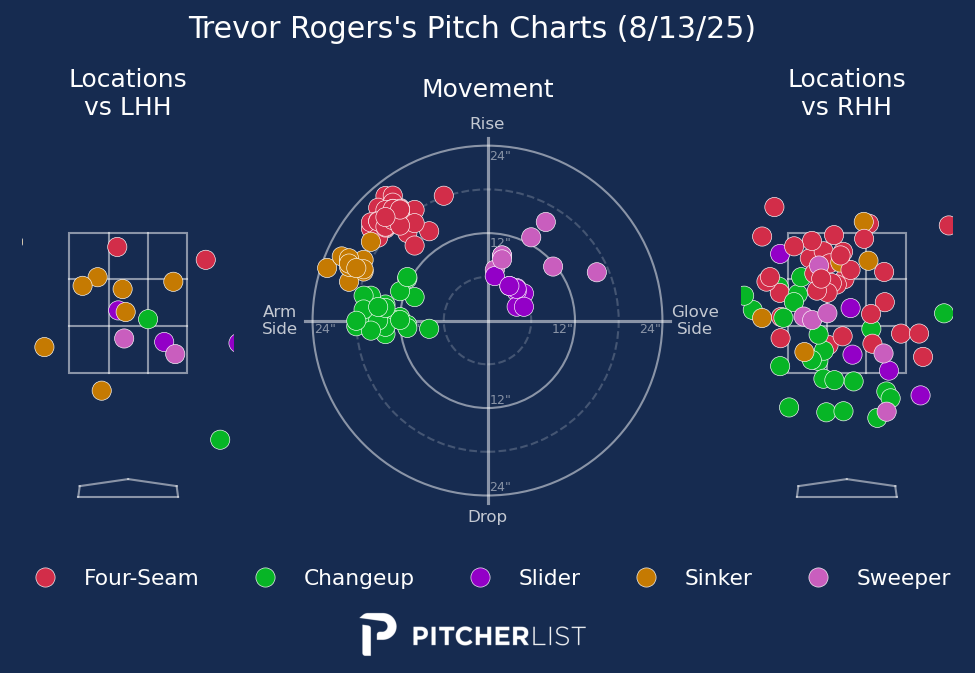 Trevor Rogers's Pitch Charts (8/13/25)
Locations
vs LHH
Movement
Locations
vs RHH
Rise
24"
12"
Arm
Side
24"
12"
24"
Glove
Side
12"
24"
Drop
Four-Seam
Changeup
Slider
Sinker
Sweeper
PITCHERLIST